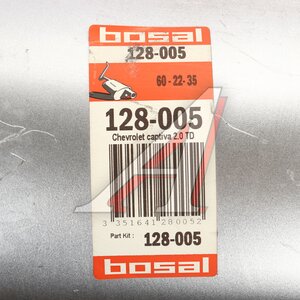 bosal
128-005
60-22-35
128-005
Chevrolet captiva 2.0 TD
3 351641 280052
Part Kit : 128-005
bosal